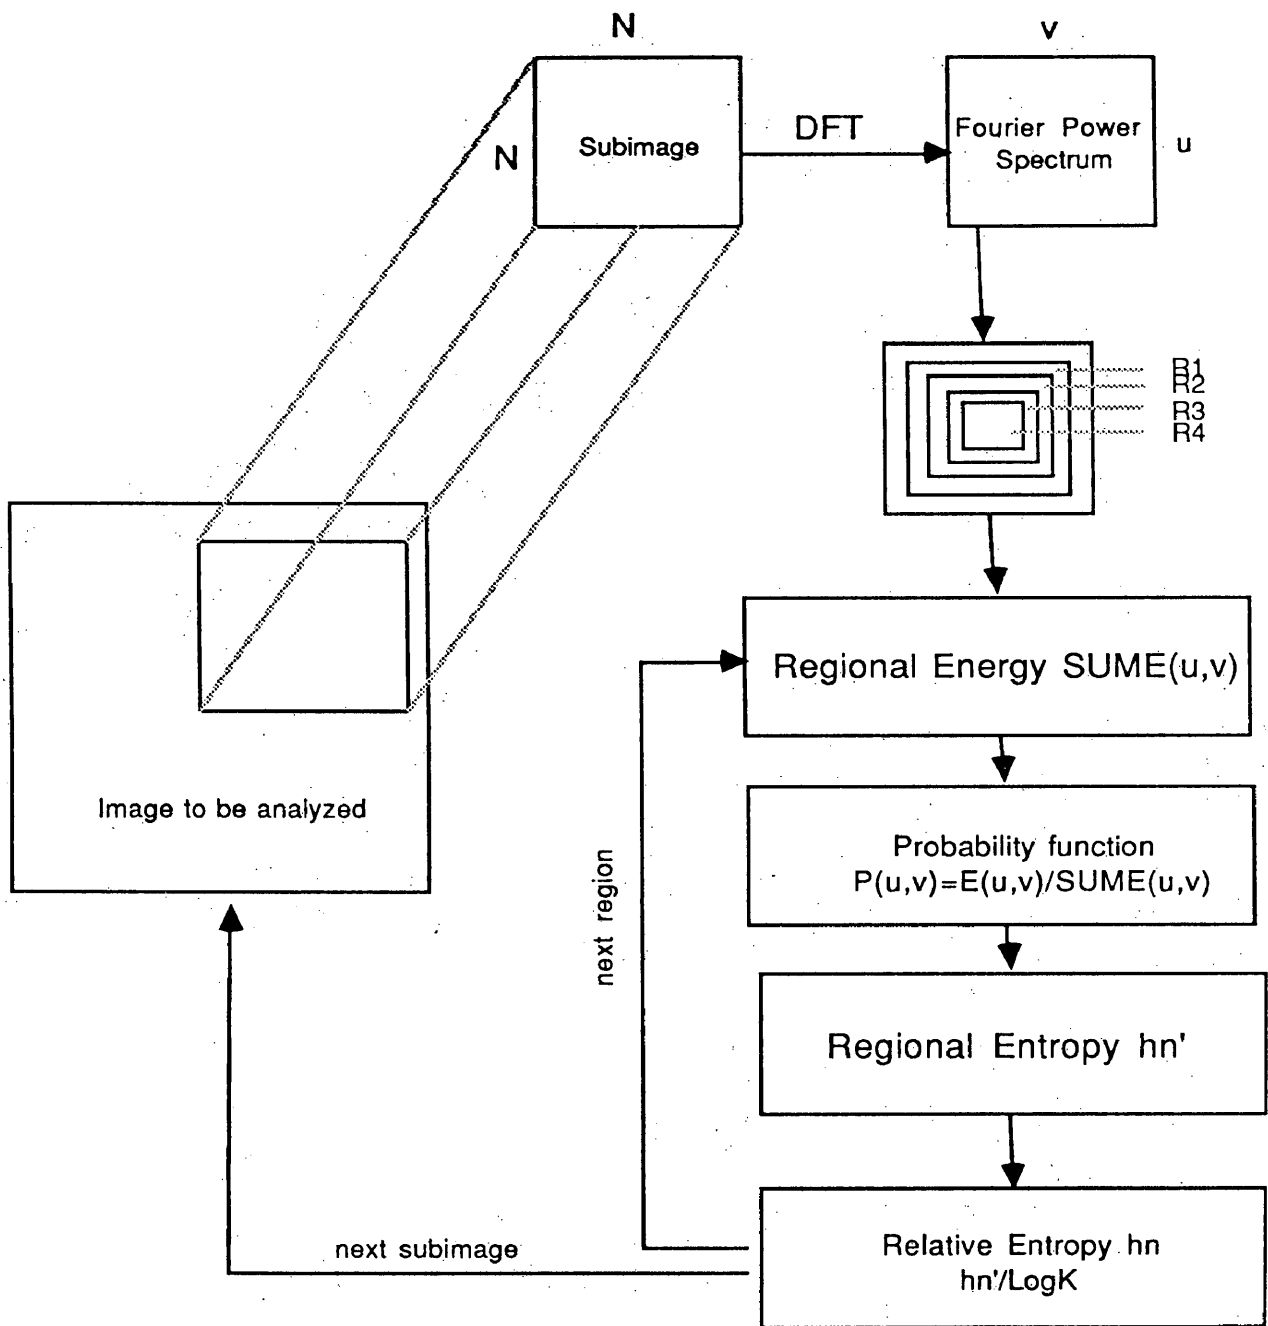 N
v
N
Subimage
DFT
Fourier Power
Spectrum
u
R1
R2
R3
R4
Regional Energy SUME(u,v)
Image to be analyzed
Probability function
P(u,v)=E(u,v)/SUME(u,v)
next region
Regional Entropy hn'
next subimage
Relative Entropy hn
hn'/LogK